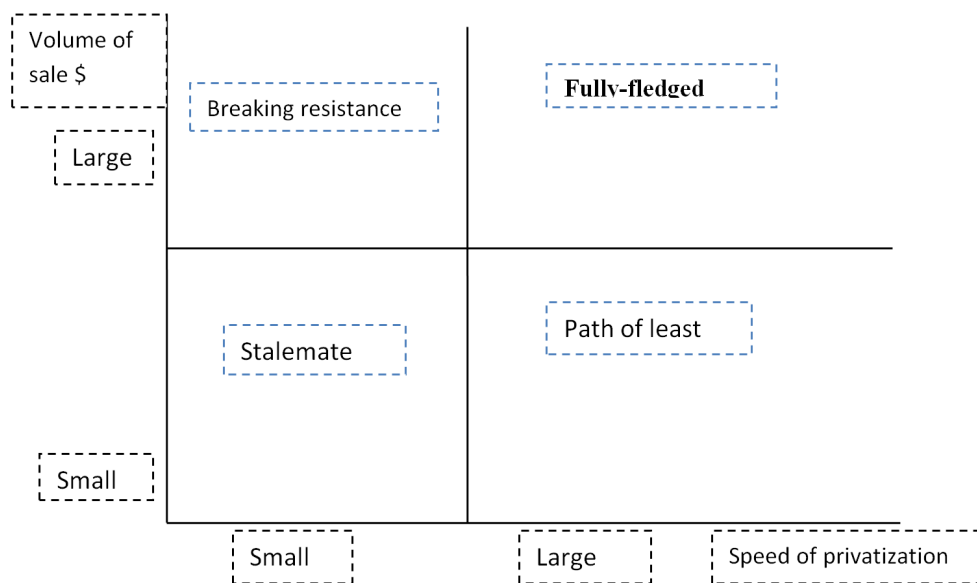 Volume of
sale $
Breaking resistance
Fully-fledged
Large
Stalemate
Path of least
Small
Small
Large
Speed of privatization